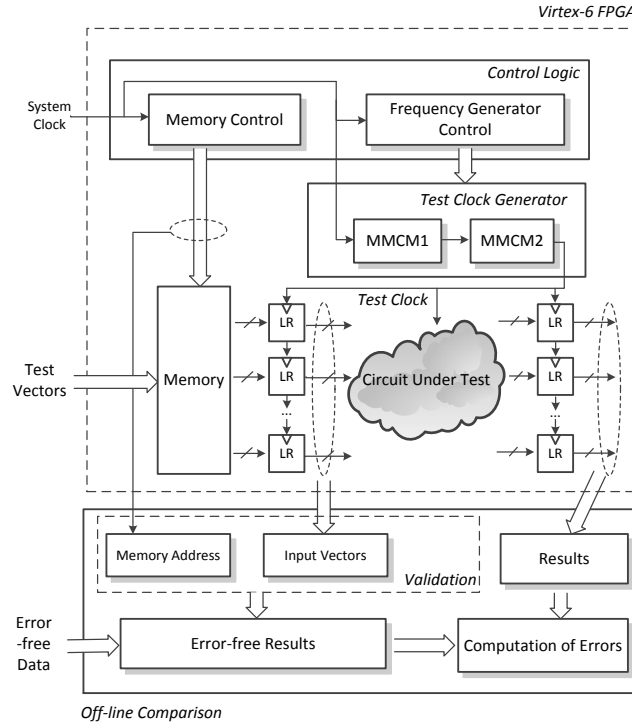 Virtex-6 FPGA
Control Logic
System
Clock
Memory Control
Frequency Generator
Control
Test Clock Generator
MMCM1
MMCM2
Test Clock
LR
LR
Test
Vectors
Memory
LR
Circuit Under Test
LR
...
...
LR
LR
Memory Address
Input Vectors
Results
Validation
Error
-free
Data
Error-free Results
Computation of Errors
Off-line Comparison